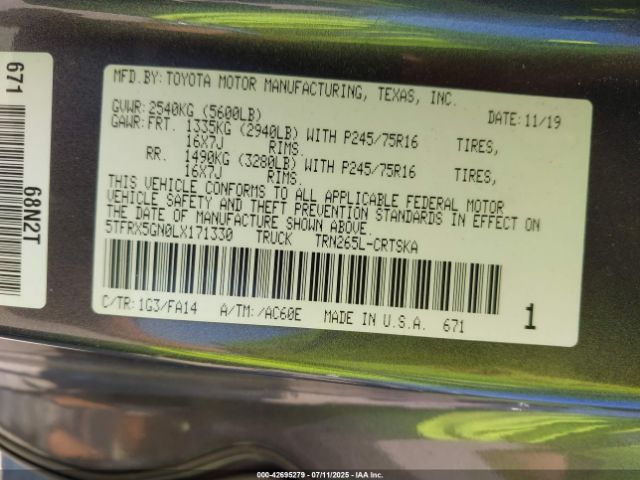 MFD.BY: TOYOTA MOTOR MANUFACTURING, TEXAS, INC.
GVWR: 2540KG (5600LB) DATE: 11/19
GAWR: FRT. 1335KG (2940LB) WITH P245/75R16 TIRES,
16X7J RIMS
RR. 1490KG (3280LB) WITH P245/75R16 TIRES,
16X7J RIMS
THIS VEHICLE CONFORMS TO ALL APPLICABLE FEDERAL MOTOR
VEHICLE SAFETY AND THEFT PREVENTION STANDARDS IN EFFECT ON
THE DATE OF MANUFACTURE SHOWN ABOVE.
5TFRX5GN0LX171330 TRUCK TRN265L-CRTSKA
C/TR: 1G3/FA14 A/TM: /AC60E MADE IN U.S.A. 671 1
671
68N2T
000-42695279 - 07/11/2025 - IAA Inc.